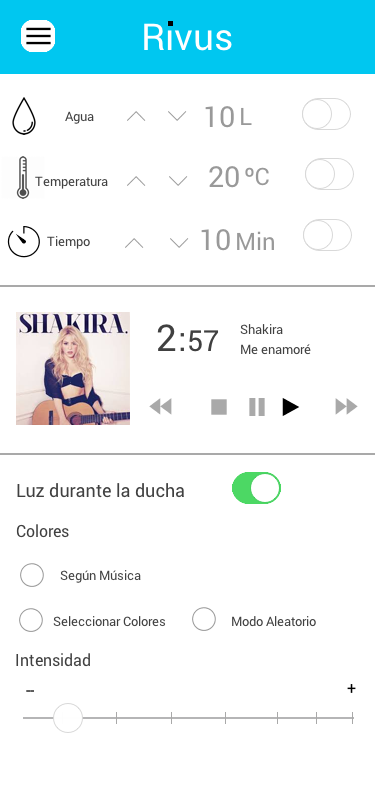 Rivus
Agua 10 L
Temperatura 20 ºC
Tiempo 10 Min
SHAKIRA.
2:57
Shakira
Me enamoré
Luz durante la ducha
Colores
Según Música
Seleccionar Colores Modo Aleatorio
Intensidad
-- +